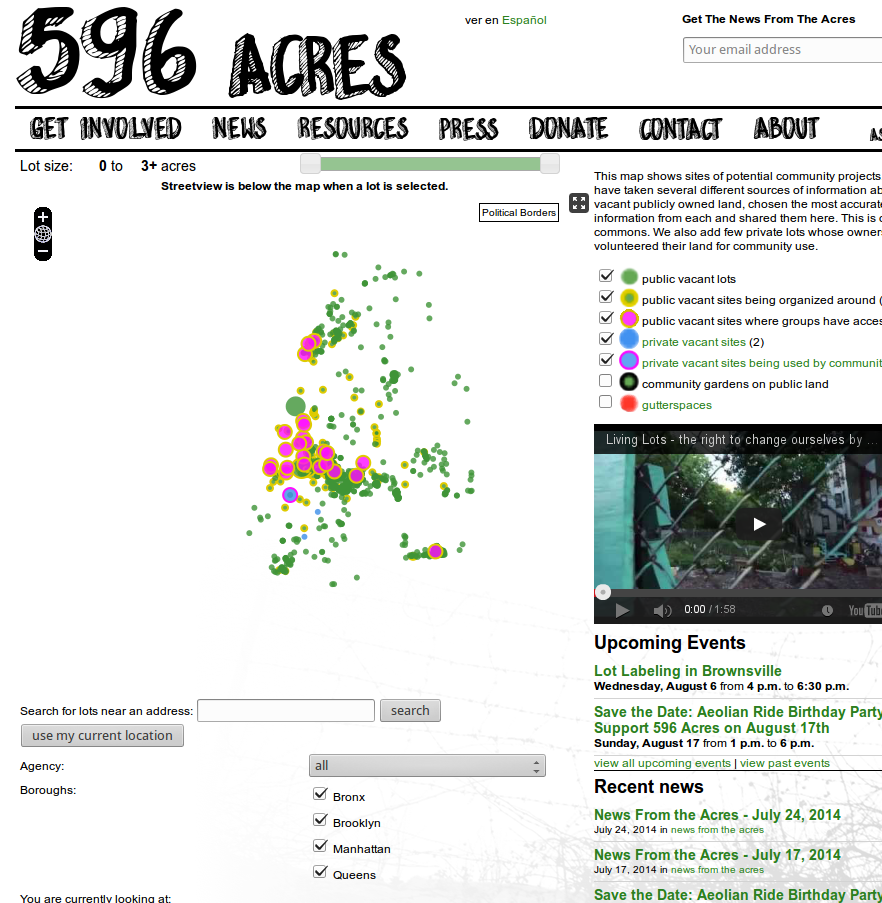 596 ACRES
ver en Español
Get The News From The Acres
Your email address
GET INVOLVED NEWS RESOURCES PRESS DONATE CONTACT ABOUT AS
Lot size: 0 to 3+ acres
Streetview is below the map when a lot is selected.
Political Borders
This map shows sites of potential community projects
have taken several different sources of information ab
vacant publicly owned land, chosen the most accurate
information from each and shared them here. This is
commons. We also add few private lots whose owner
volunteered their land for community use.
public vacant lots
public vacant sites being organized around (
public vacant sites where groups have acces
private vacant sites (2)
private vacant sites being used by communit
community gardens on public land
gutterspaces
Living Lots - the right to change ourselves by ...
0:00 / 1:58
YouTub
Upcoming Events
Lot Labeling in Brownsville
Wednesday, August 6 from 4 p.m. to 6:30 p.m.
Save the Date: Aeolian Ride Birthday Party
Support 596 Acres on August 17th
Sunday, August 17 from 1 p.m. to 6 p.m.
view all upcoming events | view past events
Recent news
News From the Acres - July 24, 2014
July 24, 2014 in news from the acres
News From the Acres - July 17, 2014
July 17, 2014 in news from the acres
Save the Date: Aeolian Ride Birthday Party
Search for lots near an address:
search
use my current location
Agency:
all
Boroughs:
Bronx
Brooklyn
Manhattan
Queens
You are currently looking at: